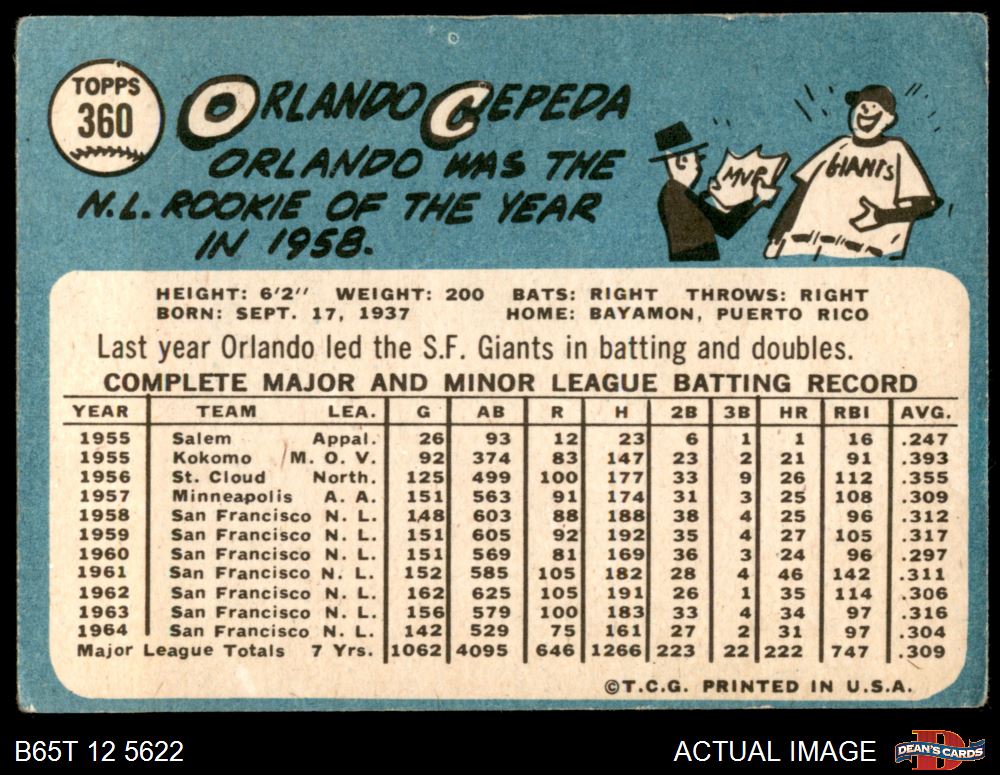 TOPPS
360
ORLANDO CEPEDA
ORLANDO WAS THE
N.L. ROOKIE OF THE YEAR
IN 1958.
MVP
GIANTS
HEIGHT: 6'2" WEIGHT: 200 BATS: RIGHT THROWS: RIGHT
BORN: SEPT. 17, 1937 HOME: BAYAMON, PUERTO RICO
Last year Orlando led the S.F. Giants in batting and doubles.
COMPLETE MAJOR AND MINOR LEAGUE BATTING RECORD
YEAR TEAM LEA. G AB R H 2B 3B HR RBI AVG.
1955 Salem Appal. 26 93 12 23 6 1 1 16 .247
1955 Kokomo M. O. V. 92 374 83 147 23 2 21 91 .393
1956 St. Cloud North. 125 499 100 177 33 9 26 112 .355
1957 Minneapolis A. A. 151 563 91 174 31 3 25 108 .309
1958 San Francisco N. L. 148 603 88 188 38 4 25 96 .312
1959 San Francisco N. L. 151 605 92 192 35 4 27 105 .317
1960 San Francisco N. L. 151 569 81 169 36 3 24 96 .297
1961 San Francisco N. L. 152 585 105 182 28 4 46 142 .311
1962 San Francisco N. L. 162 625 105 191 26 1 35 114 .306
1963 San Francisco N. L. 156 579 100 183 33 4 34 97 .316
1964 San Francisco N. L. 142 529 75 161 27 2 31 97 .304
Major League Totals 7 Yrs. 1062 4095 646 1266 223 22 222 747 .309
©T.C.G. PRINTED IN U.S.A.
B65T 12 5622 ACTUAL IMAGE
DEAN'S CARDS